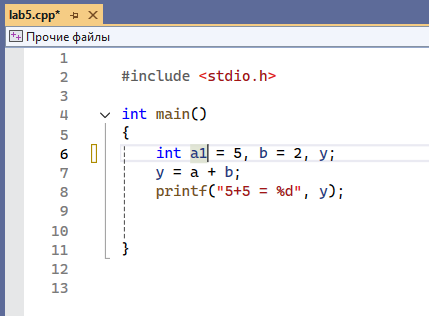 lab5.cpp*
Прочие файлы
1
2 #include <stdio.h>
3
4 int main()
5 {
6 int a1 = 5, b = 2, y;
7 y = a + b;
8 printf("5+5 = %d", y);
9
10
11 }
12
13